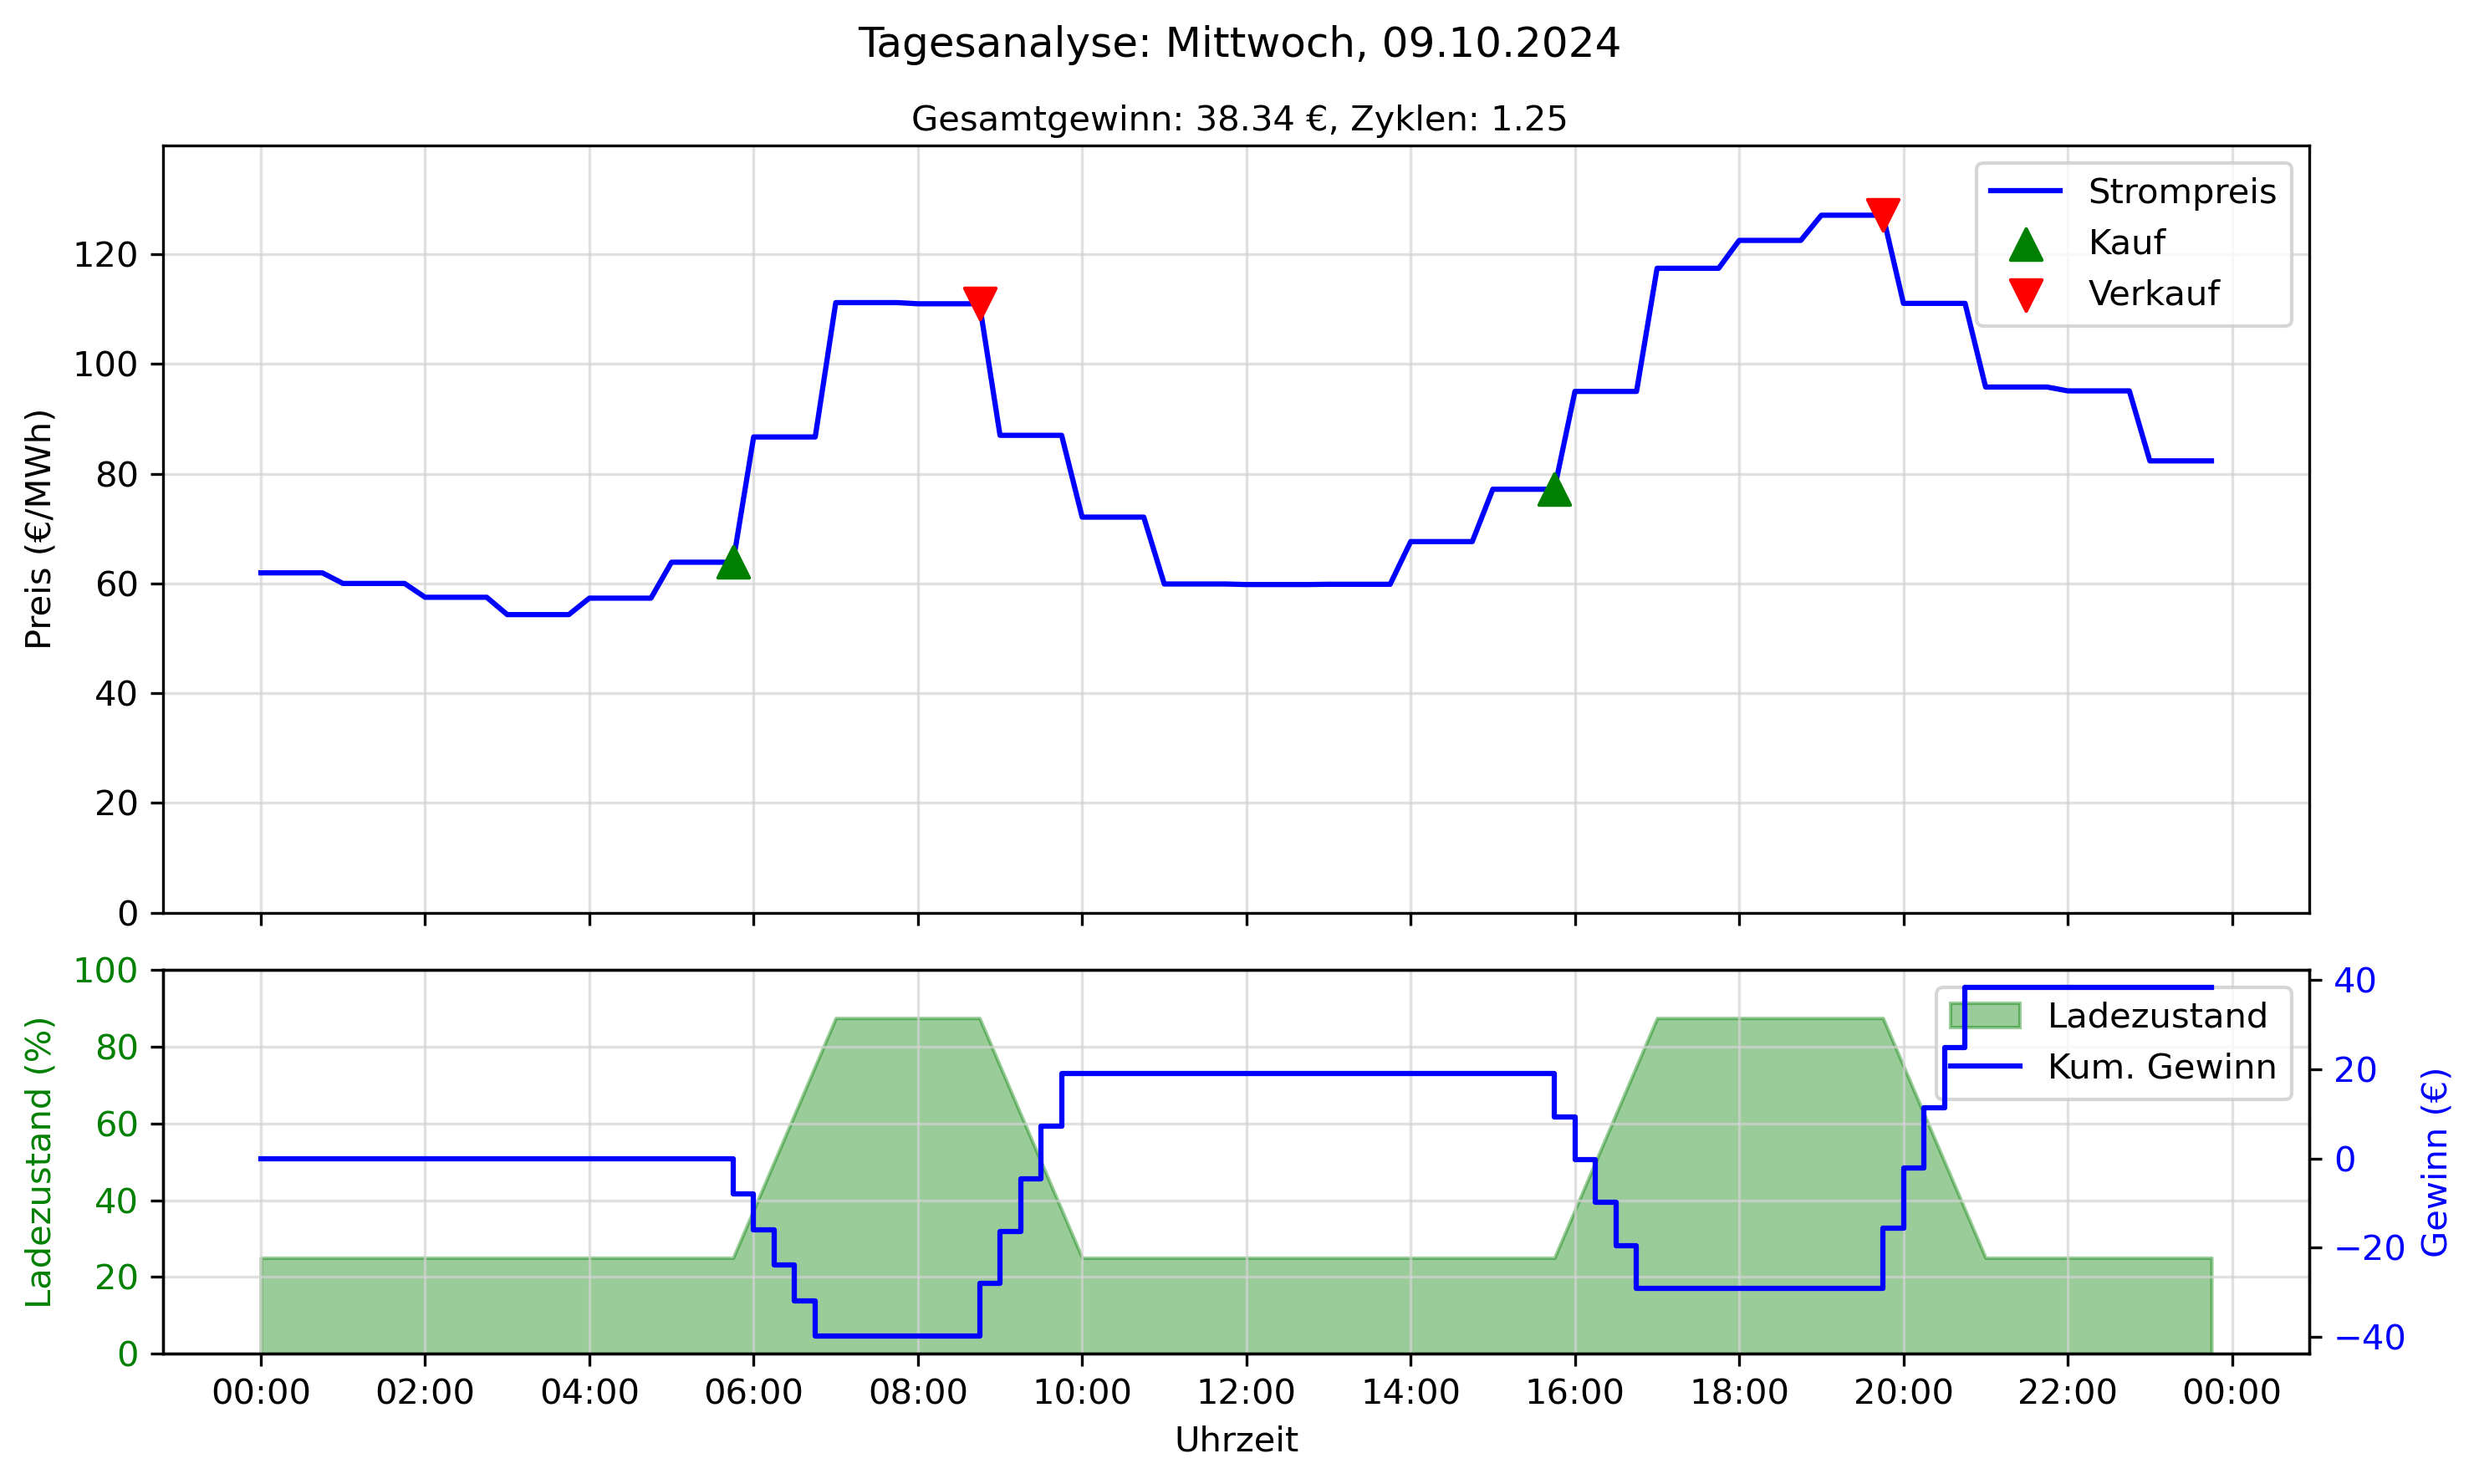 Tagesanalyse: Mittwoch, 09.10.2024
Gesamtgewinn: 38.34 €, Zyklen: 1.25
Preis (€/MWh)
120
100
80
60
40
20
0
Strompreis
Kauf
Verkauf
Ladezustand (%)
100
80
60
40
20
0
Ladezustand
Kum. Gewinn
40
20
0
−20
−40
Gewinn (€)
00:00 02:00 04:00 06:00 08:00 10:00 12:00 14:00 16:00 18:00 20:00 22:00 00:00
Uhrzeit